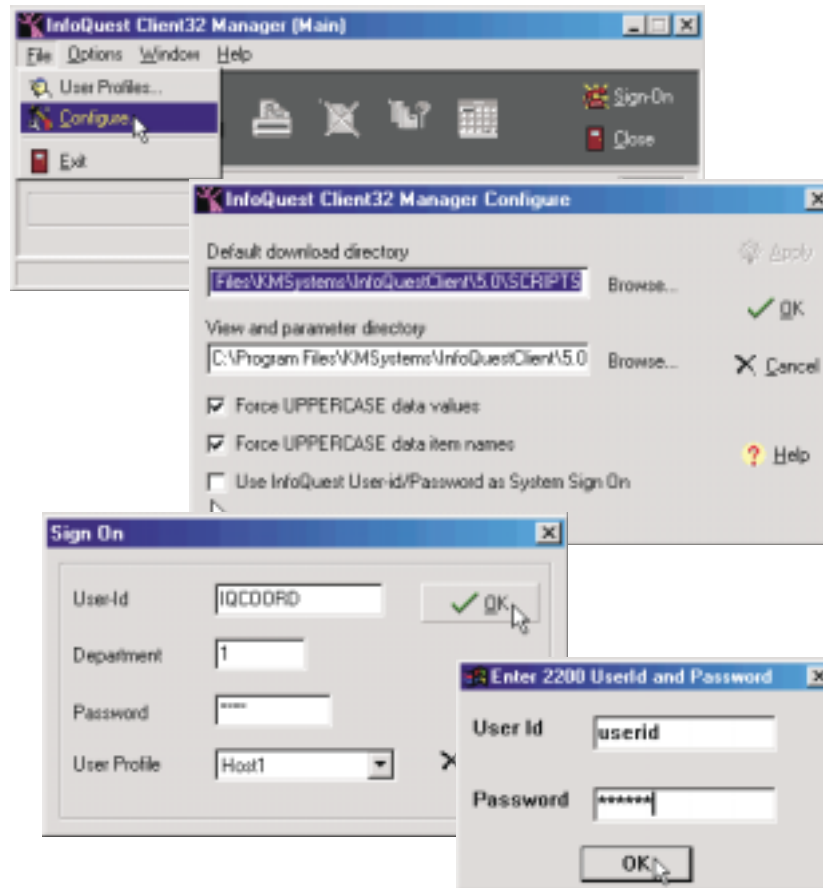 InfoQuest Client32 Manager (Main)
File Options Window Help
User Profiles...
Configure
Exit
Sign-On
Close
InfoQuest Client32 Manager Configure
Default download directory
Files\KMSystems\InfoQuestClient\5.0\SCRIPTS
Browse...
View and parameter directory
C:\Program Files\KMSystems\InfoQuestClient\5.0
Browse...
Apply
OK
Cancel
Help
Force UPPERCASE data values
Force UPPERCASE data item names
Use InfoQuest User-id/Password as System Sign On
Sign On
User-Id
IQCOORD
OK
Department
1
Password
****
User Profile
Host1
Enter 2200 UserId and Password
User Id
userid
Password
******
OK